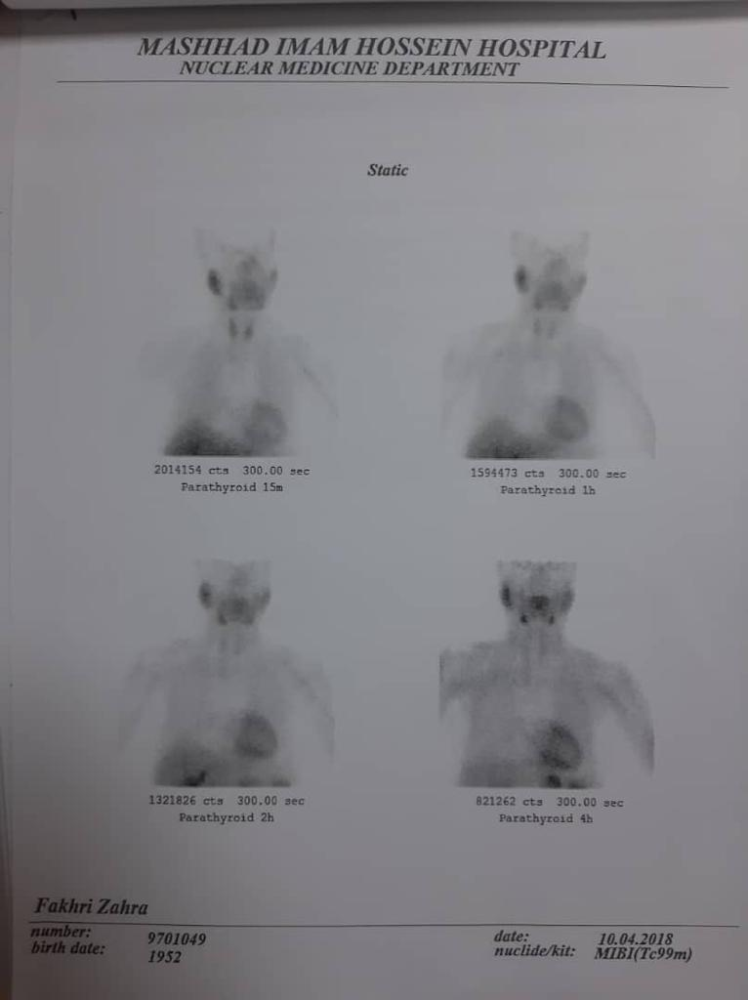 MASHHAD IMAM HOSSEIN HOSPITAL
NUCLEAR MEDICINE DEPARTMENT
Static
2014154 cts 300.00 sec
Parathyroid 15m
1594473 cts 300.00 sec
Parathyroid 1h
1321826 cts 300.00 sec
Parathyroid 2h
821262 cts 300.00 sec
Parathyroid 4h
Fakhri Zahra
number: 9701049
birth date: 1952
date: 10.04.2018
nuclide/kit: MIBI(Tc99m)